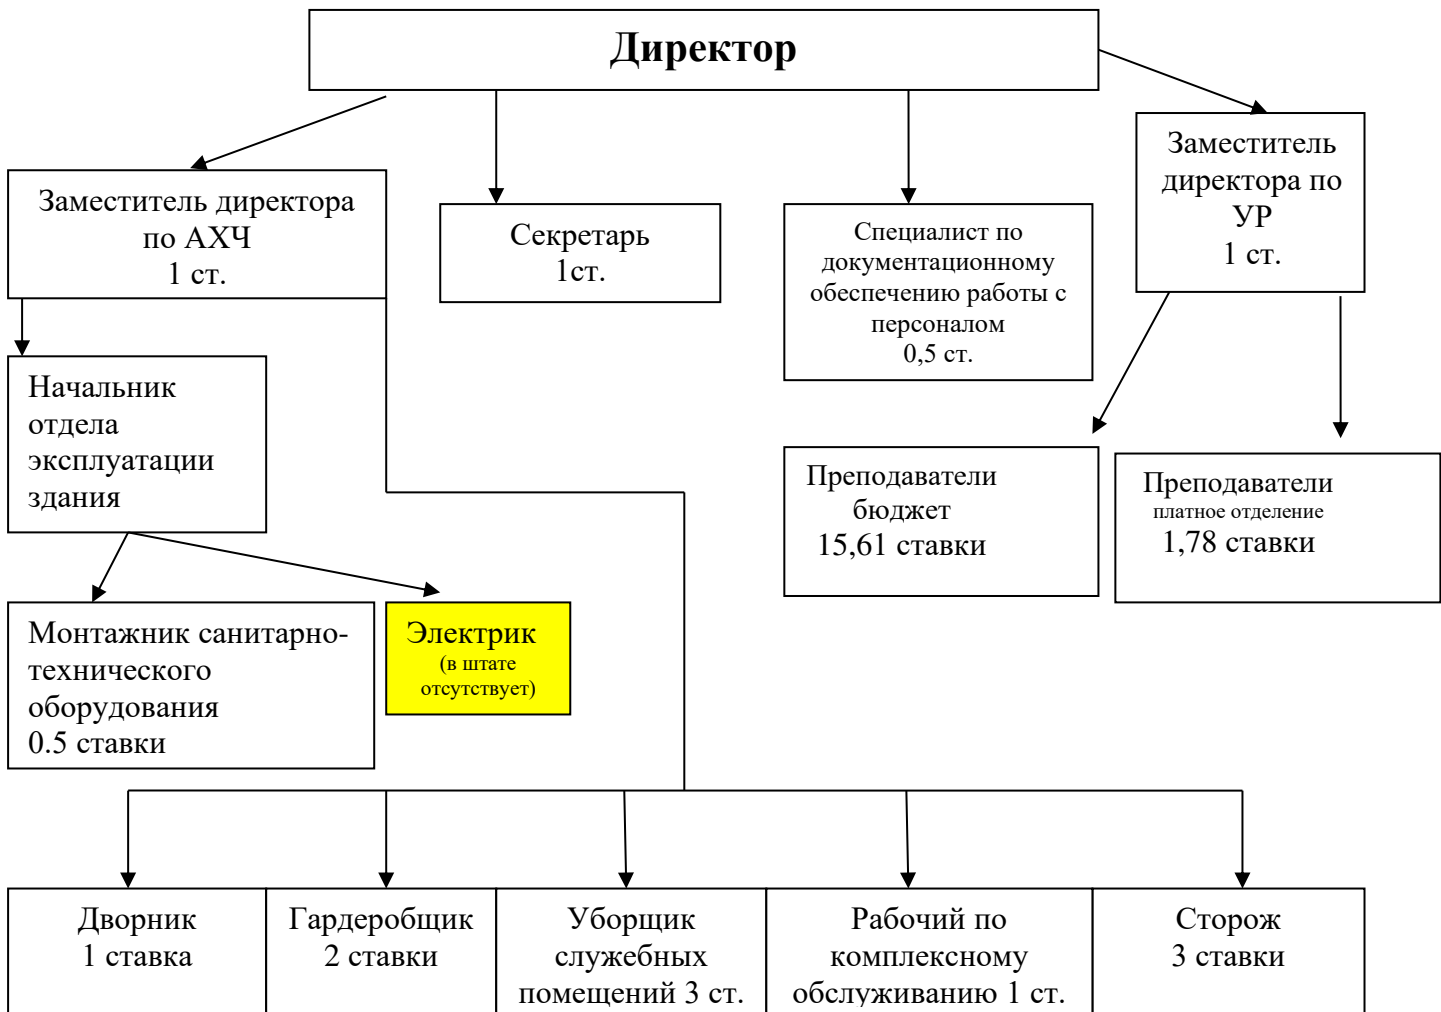 Директор
Заместитель директора
по АХЧ
1 ст.
Секретарь
1ст.
Специалист по
документационному
обеспечению работы с
персоналом
0,5 ст.
Заместитель
директора по
УР
1 ст.
Начальник
отдела
эксплуатации
здания
Преподаватели
бюджет
15,61 ставки
Преподаватели
платное отделение
1,78 ставки
Монтажник санитарно-
технического
оборудования
0.5 ставки
Электрик
(в штате
отсутствует)
Дворник
1 ставка
Гардеробщик
2 ставки
Уборщик
служебных
помещений 3 ст.
Рабочий по
комплексному
обслуживанию 1 ст.
Сторож
3 ставки